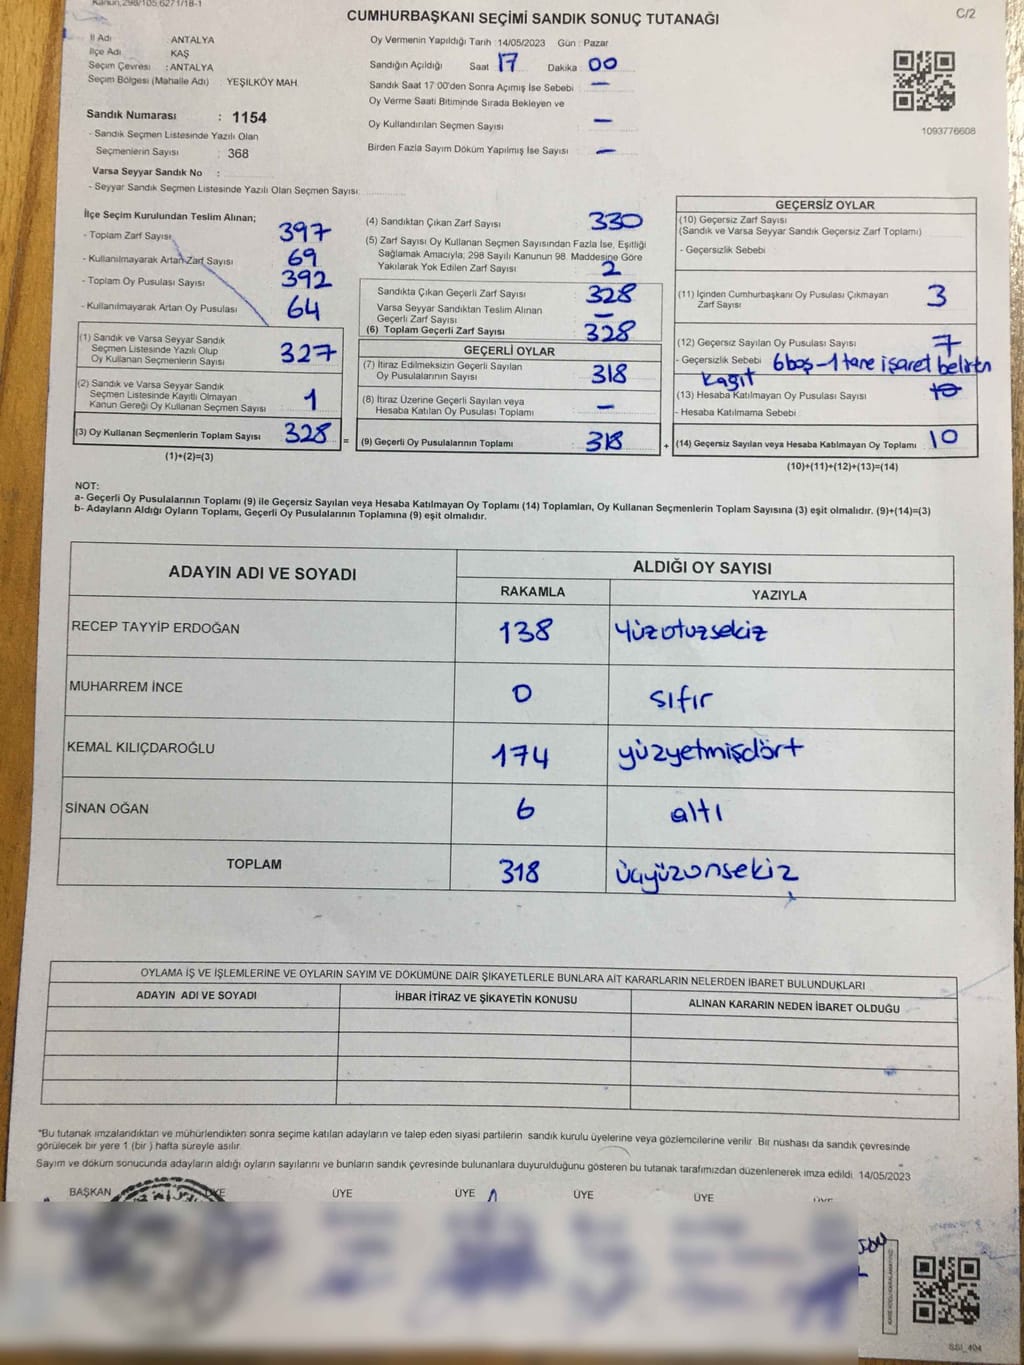 Kanun, 298/105,6271/18-1
CUMHURBAŞKANI SEÇİMİ SANDIK SONUÇ TUTANAĞI
C/2
İl Adı ANTALYA
İlçe Adı KAŞ
Seçim Çevresi : ANTALYA
Seçim Bölgesi (Mahalle Adı) YEŞİLKÖY MAH
Sandık Numarası : 1154
- Sandık Seçmen Listesinde Yazılı Olan
Seçmenlerin Sayısı : 368
Varsa Seyyar Sandık No :
- Seyyar Sandık Seçmen Listesinde Yazılı Olan Seçmen Sayısı:
Oy Vermenin Yapıldığı Tarih 14/05/2023 Gün : Pazar
Sandığın Açıldığı Saat 17 Dakika 00
Sandık Saat 17:00'den Sonra Açımış İse Sebebi : —
Oy Verme Saati Bitiminde Sırada Bekleyen ve
Oy Kullandırılan Seçmen Sayısı —
Birden Fazla Sayım Döküm Yapılmış İse Sayısı —
1093776608
İlçe Seçim Kurulundan Teslim Alınan;
- Toplam Zarf Sayısı 397
- Kullanılmayarak Artan Zarf Sayısı 69
- Toplam Oy Pusulası Sayısı 392
- Kullanılmayarak Artan Oy Pusulası 64
(1) Sandık ve Varsa Seyyar Sandık
Seçmen Listesinde Yazılı Olup
Oy Kullanan Seçmenlerin Sayısı 327
(2) Sandık ve Varsa Seyyar Sandık
Seçmen Listesinde Kayıtlı Olmayan
Kanun Gereği Oy Kullanan Seçmen Sayısı 1
(3) Oy Kullanan Seçmenlerin Toplam Sayısı 328 =
(1)+(2)=(3)
(4) Sandıktan Çıkan Zarf Sayısı 330
(5) Zarf Sayısı Oy Kullanan Seçmen Sayısından Fazla İse, Eşitliği
Sağlamak Amacıyla; 298 Sayılı Kanunun 98. Maddesine Göre
Yakılarak Yok Edilen Zarf Sayısı 2
Sandıkta Çıkan Geçerli Zarf Sayısı 328
Varsa Seyyar Sandıktan Teslim Alınan
Geçerli Zarf Sayısı —
(6) Toplam Geçerli Zarf Sayısı 328
GEÇERLİ OYLAR
(7) İtiraz Edilmeksizin Geçerli Sayılan
Oy Pusulalarının Sayısı 318
(8) İtiraz Üzerine Geçerli Sayılan veya
Hesaba Katılan Oy Pusulası Toplamı —
(9) Geçerli Oy Pusulalarının Toplamı : 318 +
GEÇERSİZ OYLAR
(10) Geçersiz Zarf Sayısı
(Sandık ve Varsa Seyyar Sandık Geçersiz Zarf Toplamı)
- Geçersizlik Sebebi
(11) İçinden Cumhurbaşkanı Oy Pusulası Çıkmayan
Zarf Sayısı 3
(12) Geçersiz Sayılan Oy Pusulası Sayısı 7
- Geçersizlik Sebebi 6 boş - 1 tane işaret belirten
kağıt
(13) Hesaba Katılmayan Oy Pusulası Sayısı 10
- Hesaba Katılmama Sebebi
(14) Geçersiz Sayılan veya Hesaba Katılmayan Oy Toplamı 10
(10)+(11)+(12)+(13)=(14)
NOT:
a- Geçerli Oy Pusulalarının Toplamı (9) ile Geçersiz Sayılan veya Hesaba Katılmayan Oy Toplamı (14) Toplamları, Oy Kullanan Seçmenlerin Toplam Sayısına (3) eşit olmalıdır. (9)+(14)=(3)
b- Adayların Aldığı Oyların Toplamı, Geçerli Oy Pusulalarının Toplamına (9) eşit olmalıdır.
ADAYIN ADI VE SOYADI ALDIĞI OY SAYISI
RAKAMLA YAZIYLA
RECEP TAYYİP ERDOĞAN 138 Yüzotuzsekiz
MUHARREM İNCE 0 sıfır
KEMAL KILIÇDAROĞLU 174 yüzyetmişdört
SİNAN OĞAN 6 altı
TOPLAM 318 üçyüzonsekiz
OYLAMA İŞ VE İŞLEMLERİNE VE OYLARIN SAYIM VE DÖKÜMÜNE DAİR ŞİKAYETLERLE BUNLARA AİT KARARLARIN NELERDEN İBARET BULUNDUKLARI
ADAYIN ADI VE SOYADI İHBAR İTİRAZ VE ŞİKAYETİN KONUSU ALINAN KARARIN NEDEN İBARET OLDUĞU
"Bu tutanak imzalandıktan ve mühürlendikten sonra seçime katılan adayların ve talep eden siyasi partilerin sandık kurulu üyelerine veya gözlemcilerine verilir. Bir nüshası da sandık çevresinde
görülecek bir yere 1 (bir ) hafta süreyle asılır.
Sayım ve döküm sonucunda adayların aldığı oyların sayılarını ve bunların sandık çevresinde bulunanlara duyurulduğunu gösteren bu tutanak tarafımızdan düzenlenerek imza edildi. 14/05/2023
BAŞKAN ÜYE ÜYE ÜYE ÜYE
SSI_404